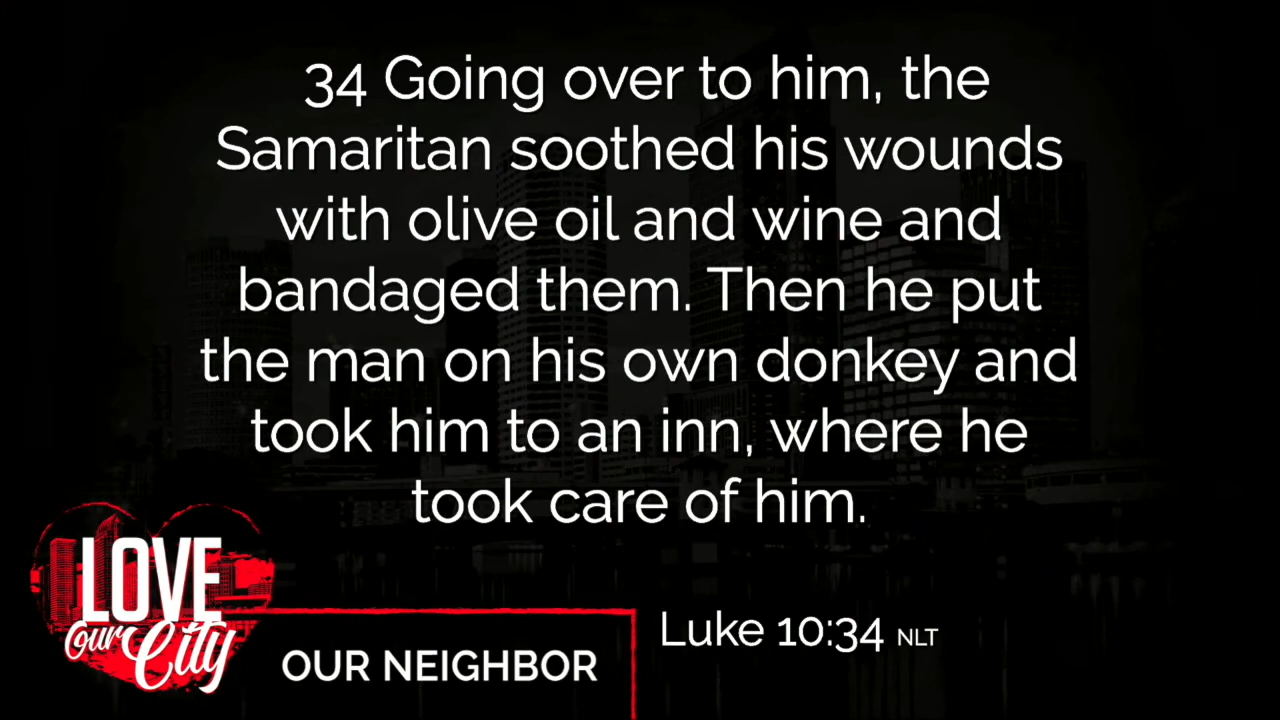 34 Going over to him, the
Samaritan soothed his wounds
with olive oil and wine and
bandaged them. Then he put
the man on his own donkey and
took him to an inn, where he
took care of him.
LOVE
Our City
OUR NEIGHBOR
Luke 10:34 NLT